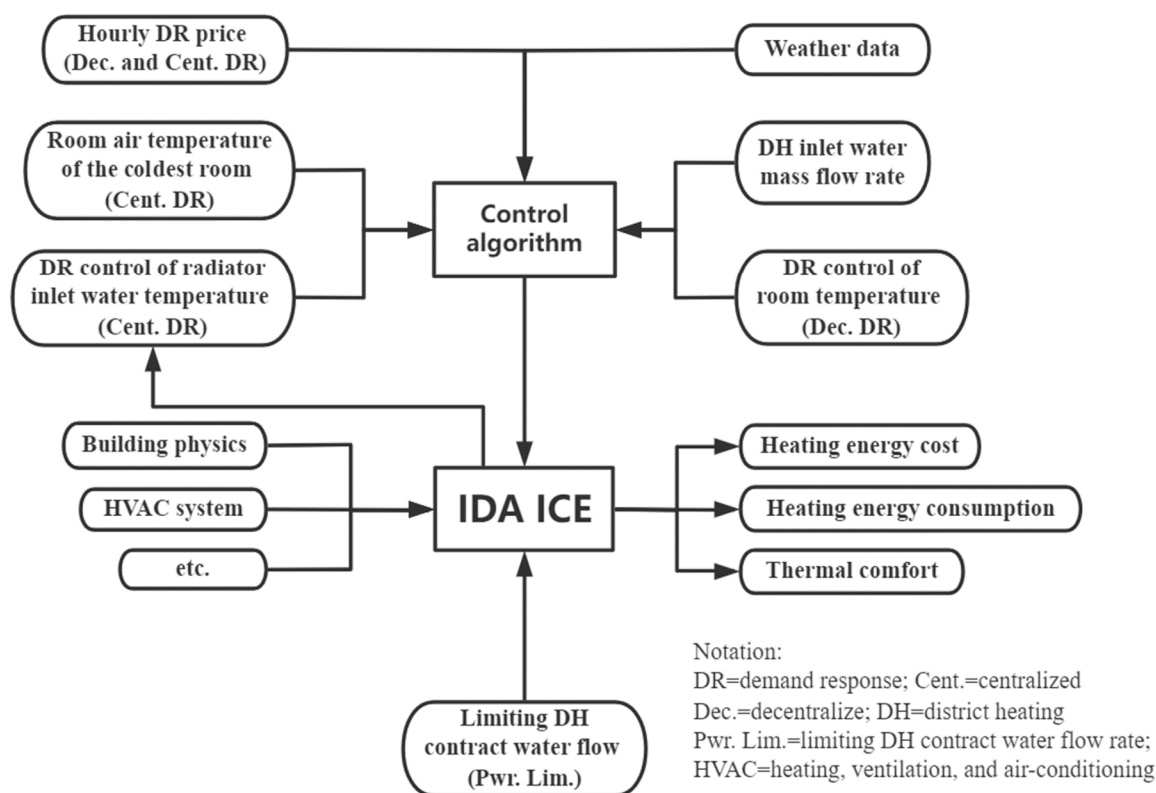 Hourly DR price
(Dec. and Cent. DR)
Weather data
Room air temperature
of the coldest room
(Cent. DR)
DH inlet water
mass flow rate
Control
algorithm
DR control of radiator
inlet water temperature
(Cent. DR)
DR control of
room temperature
(Dec. DR)
Building physics
HVAC system
etc.
IDA ICE
Heating energy cost
Heating energy consumption
Thermal comfort
Limiting DH
contract water flow
(Pwr. Lim.)
Notation:
DR=demand response; Cent.=centralized
Dec.=decentralize; DH=district heating
Pwr. Lim.=limiting DH contract water flow rate;
HVAC=heating, ventilation, and air-conditioning